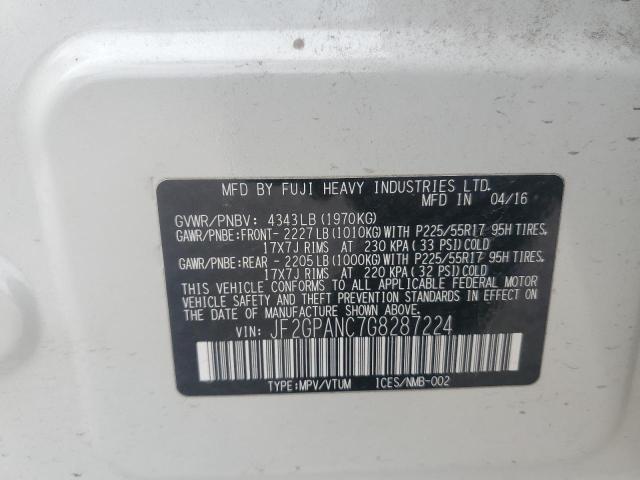 MFD BY FUJI HEAVY INDUSTRIES LTD.
MFD IN 04/16
GVWR/PNBV: 4343LB(1970KG)
GAWR/PNBE:FRONT- 2227LB(1010KG)WITH P225/55R17 95H TIRES,
17X7J RIMS AT 230 KPA (33 PSI)COLD
GAWR/PNBE:REAR - 2205LB(1000KG)WITH P225/55R17 95H TIRES,
17X7J RIMS AT 220 KPA (32 PSI)COLD
THIS VEHICLE CONFORMS TO ALL APPLICABLE FEDERAL MOTOR
VEHICLE SAFETY AND THEFT PREVENTION STANDARDS IN EFFECT ON
THE DATE OF MANUFACTURE SHOWN ABOVE.
VIN: JF2GPANC7G8287224
TYPE:MPV/VTUM ICES/NMB-002